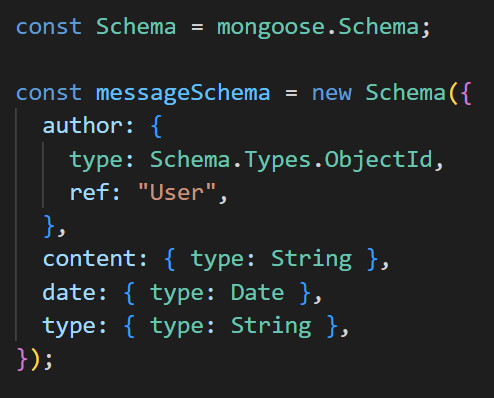 const Schema = mongoose.Schema;
const messageSchema = new Schema({
author: {
type: Schema.Types.ObjectId,
ref: "User",
},
content: { type: String },
date: { type: Date },
type: { type: String },
});